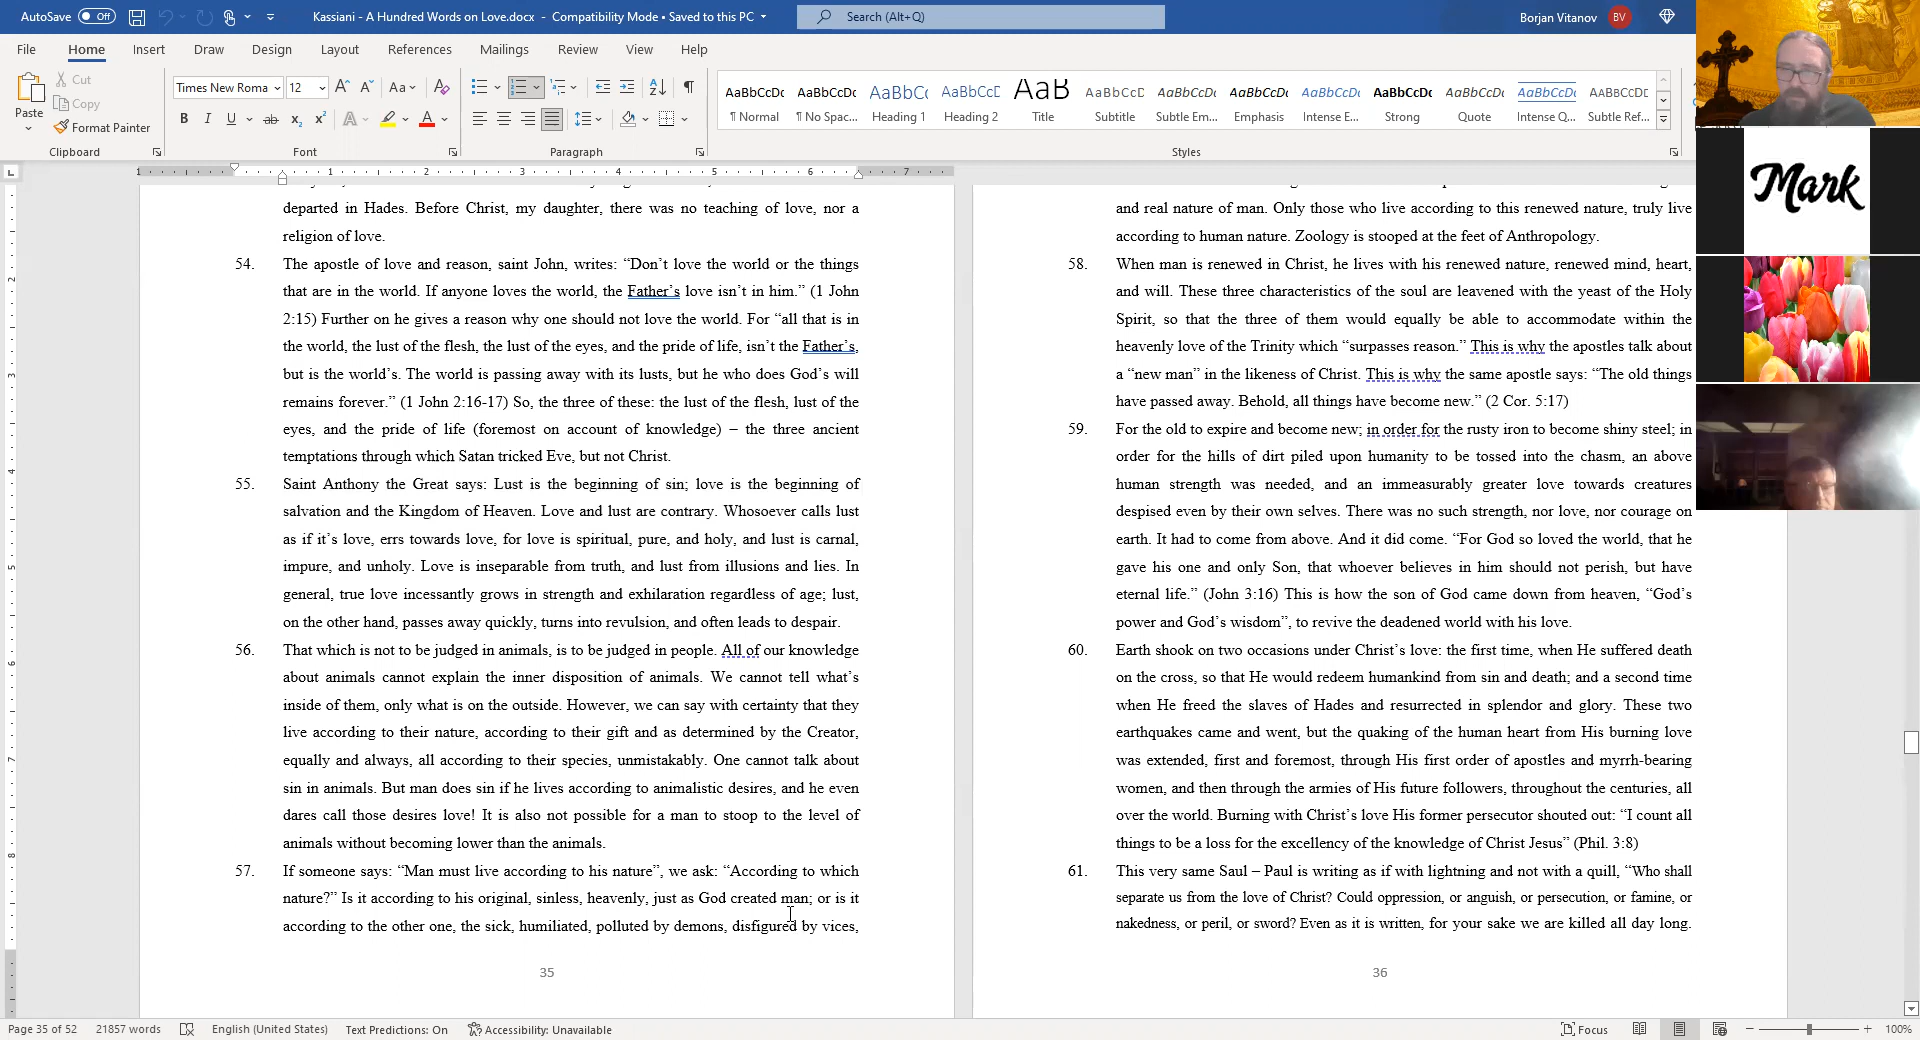 AutoSave Off Kassiani - A Hundred Words on Love.docx - Compatibility Mode • Saved to this PC Search (Alt+Q) Borjan Vitanov BV
File Home Insert Draw Design Layout References Mailings Review View Help
Paste Cut Copy Format Painter
Times New Roma 12
AaBbCcDc AaBbCcDc AaBbCc AaBbCcD AaB AaBbCcD AaBbCcDc AaBbCcDc AaBbCcDc AaBbCcDc AaBbCcDc AaBbCcDc AABBCCDE
¶ Normal ¶ No Spac... Heading 1 Heading 2 Title Subtitle Subtle Em... Emphasis Intense E... Strong Quote Intense Q... Subtle Ref...
Clipboard Font Paragraph Styles
Mark
departed in Hades. Before Christ, my daughter, there was no teaching of love, nor a
religion of love.
54. The apostle of love and reason, saint John, writes: “Don’t love the world or the things
that are in the world. If anyone loves the world, the Father’s love isn’t in him.” (1 John
2:15) Further on he gives a reason why one should not love the world. For “all that is in
the world, the lust of the flesh, the lust of the eyes, and the pride of life, isn’t the Father’s,
but is the world’s. The world is passing away with its lusts, but he who does God’s will
remains forever.” (1 John 2:16-17) So, the three of these: the lust of the flesh, lust of the
eyes, and the pride of life (foremost on account of knowledge) – the three ancient
temptations through which Satan tricked Eve, but not Christ.
55. Saint Anthony the Great says: Lust is the beginning of sin; love is the beginning of
salvation and the Kingdom of Heaven. Love and lust are contrary. Whosoever calls lust
as if it’s love, errs towards love, for love is spiritual, pure, and holy, and lust is carnal,
impure, and unholy. Love is inseparable from truth, and lust from illusions and lies. In
general, true love incessantly grows in strength and exhilaration regardless of age; lust,
on the other hand, passes away quickly, turns into revulsion, and often leads to despair.
56. That which is not to be judged in animals, is to be judged in people. All of our knowledge
about animals cannot explain the inner disposition of animals. We cannot tell what’s
inside of them, only what is on the outside. However, we can say with certainty that they
live according to their nature, according to their gift and as determined by the Creator,
equally and always, all according to their species, unmistakably. One cannot talk about
sin in animals. But man does sin if he lives according to animalistic desires, and he even
dares call those desires love! It is also not possible for a man to stoop to the level of
animals without becoming lower than the animals.
57. If someone says: “Man must live according to his nature”, we ask: “According to which
nature?” Is it according to his original, sinless, heavenly, just as God created man; or is it
according to the other one, the sick, humiliated, polluted by demons, disfigured by vices,
35
and real nature of man. Only those who live according to this renewed nature, truly live
according to human nature. Zoology is stooped at the feet of Anthropology.
58. When man is renewed in Christ, he lives with his renewed nature, renewed mind, heart,
and will. These three characteristics of the soul are leavened with the yeast of the Holy
Spirit, so that the three of them would equally be able to accommodate within the
heavenly love of the Trinity which “surpasses reason.” This is why the apostles talk about
a “new man” in the likeness of Christ. This is why the same apostle says: “The old things
have passed away. Behold, all things have become new.” (2 Cor. 5:17)
59. For the old to expire and become new; in order for the rusty iron to become shiny steel; in
order for the hills of dirt piled upon humanity to be tossed into the chasm, an above
human strength was needed, and an immeasurably greater love towards creatures
despised even by their own selves. There was no such strength, nor love, nor courage on
earth. It had to come from above. And it did come. “For God so loved the world, that he
gave his one and only Son, that whoever believes in him should not perish, but have
eternal life.” (John 3:16) This is how the son of God came down from heaven, “God’s
power and God’s wisdom”, to revive the deadened world with his love.
60. Earth shook on two occasions under Christ’s love: the first time, when He suffered death
on the cross, so that He would redeem humankind from sin and death; and a second time
when He freed the slaves of Hades and resurrected in splendor and glory. These two
earthquakes came and went, but the quaking of the human heart from His burning love
was extended, first and foremost, through His first order of apostles and myrrh-bearing
women, and then through the armies of His future followers, throughout the centuries, all
over the world. Burning with Christ’s love His former persecutor shouted out: “I count all
things to be a loss for the excellency of the knowledge of Christ Jesus” (Phil. 3:8)
61. This very same Saul – Paul is writing as if with lightning and not with a quill, “Who shall
separate us from the love of Christ? Could oppression, or anguish, or persecution, or famine, or
nakedness, or peril, or sword? Even as it is written, for your sake we are killed all day long.
36
Page 35 of 52 21857 words English (United States) Text Predictions: On Accessibility: Unavailable Focus 100%